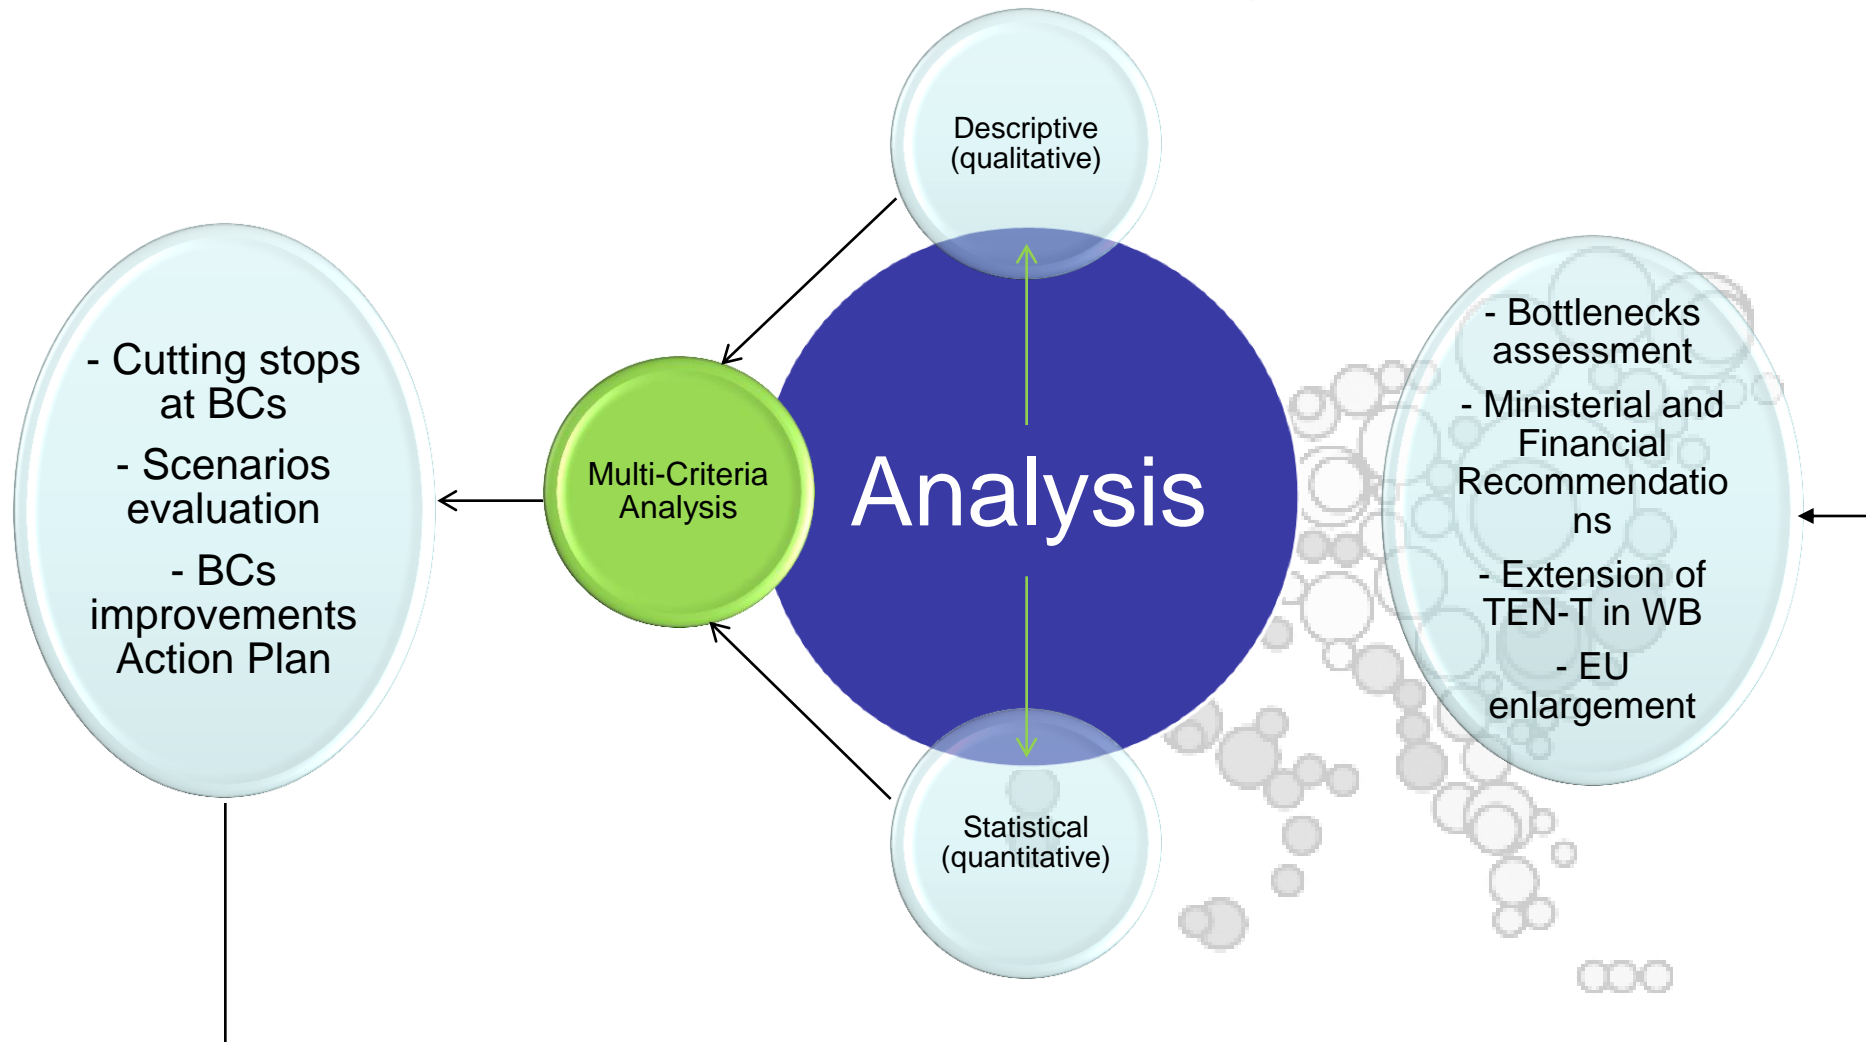 Descriptive
(qualitative)
- Cutting stops
at BCs
- Scenarios
evaluation
- BCs
improvements
Action Plan
Multi-Criteria
Analysis
Analysis
Statistical
(quantitative)
- Bottlenecks
assessment
- Ministerial and
Financial
Recommendatio
ns
- Extension of
TEN-T in WB
- EU
enlargement